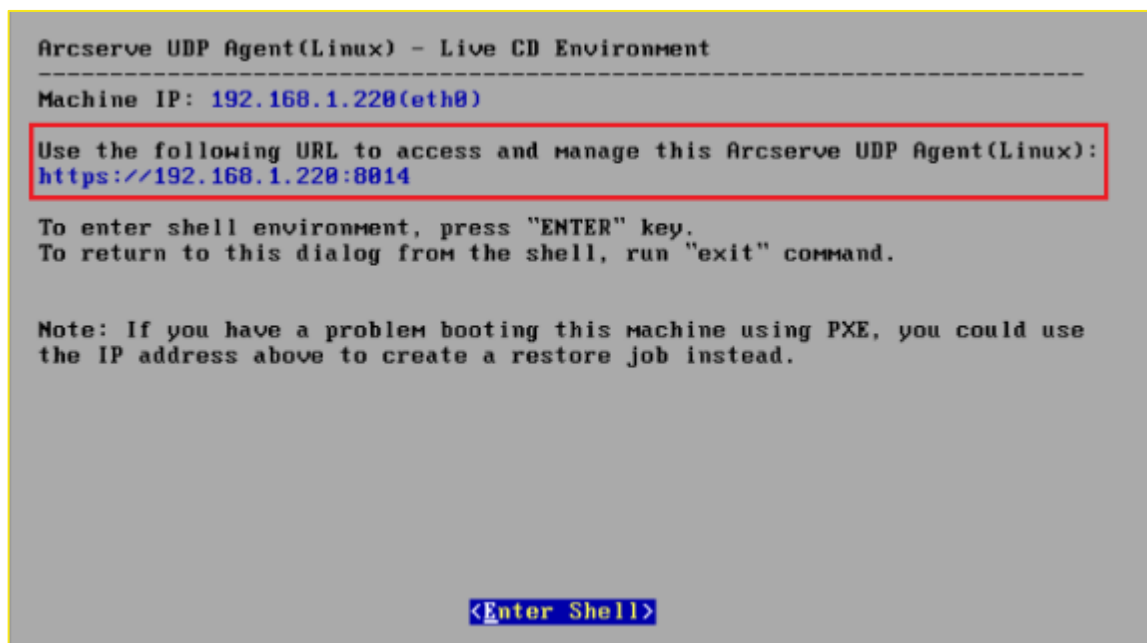 Arcserve UDP Agent(Linux) - Live CD Environment
Machine IP: 192.168.1.220(eth0)
Use the following URL to access and manage this Arcserve UDP Agent(Linux):
https://192.168.1.220:8014
To enter shell environment, press "ENTER" key.
To return to this dialog from the shell, run "exit" command.
Note: If you have a problem booting this machine using PXE, you could use
the IP address above to create a restore job instead.
<Enter Shell>